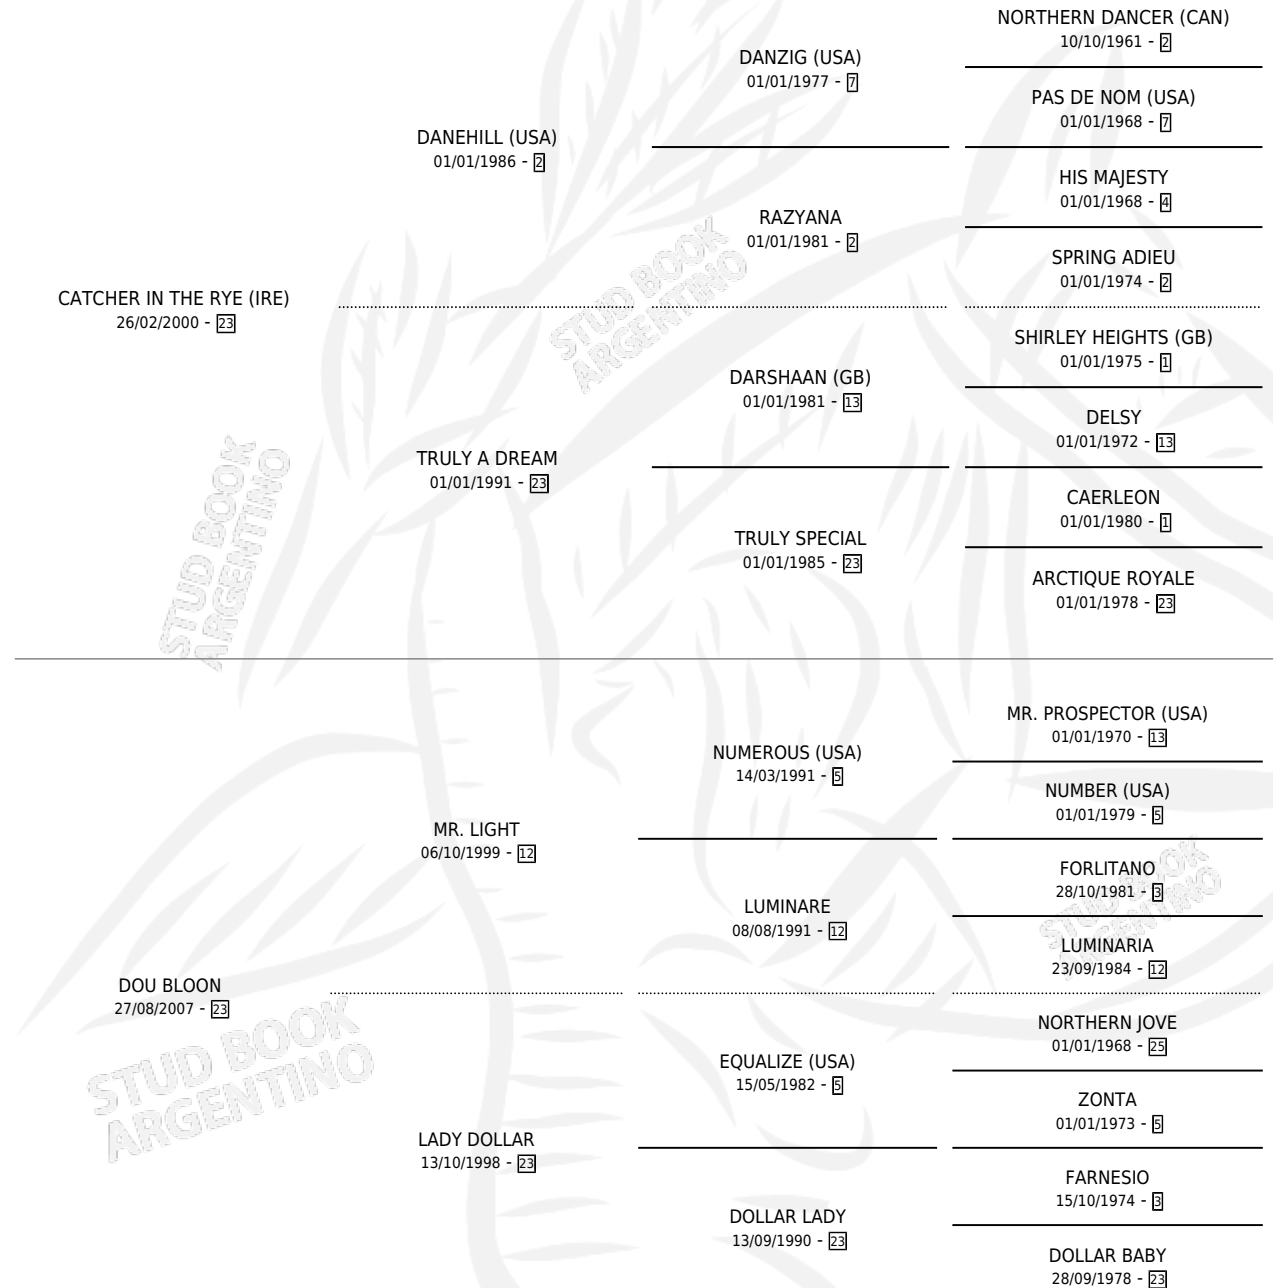 NORTHERN DANCER (CAN)
10/10/1961 - 2
DANZIG (USA)
01/01/1977 - 7
PAS DE NOM (USA)
01/01/1968 - 7
DANEHILL (USA)
01/01/1986 - 2
HIS MAJESTY
01/01/1968 - 4
RAZYANA
01/01/1981 - 2
SPRING ADIEU
01/01/1974 - 2
CATCHER IN THE RYE (IRE)
26/02/2000 - 23
SHIRLEY HEIGHTS (GB)
01/01/1975 - 1
DARSHAAN (GB)
01/01/1981 - 13
DELSY
01/01/1972 - 13
TRULY A DREAM
01/01/1991 - 23
CAERLEON
01/01/1980 - 1
TRULY SPECIAL
01/01/1985 - 23
ARCTIQUE ROYALE
01/01/1978 - 23
MR. PROSPECTOR (USA)
01/01/1970 - 13
NUMEROUS (USA)
14/03/1991 - 5
NUMBER (USA)
01/01/1979 - 5
MR. LIGHT
06/10/1999 - 12
FORLITANO
28/10/1981 - 3
LUMINARE
08/08/1991 - 12
LUMINARIA
23/09/1984 - 12
DOU BLOON
27/08/2007 - 23
NORTHERN JOVE
01/01/1968 - 25
EQUALIZE (USA)
15/05/1982 - 5
ZONTA
01/01/1973 - 5
LADY DOLLAR
13/10/1998 - 23
FARNESIO
15/10/1974 - 3
DOLLAR LADY
13/09/1990 - 23
DOLLAR BABY
28/09/1978 - 23
STUD BOOK
ARGENTINO
STUD BOOK
ARGENTINO
STUD BOOK
ARGENTINO
STUD BOOK
ARGENTINO